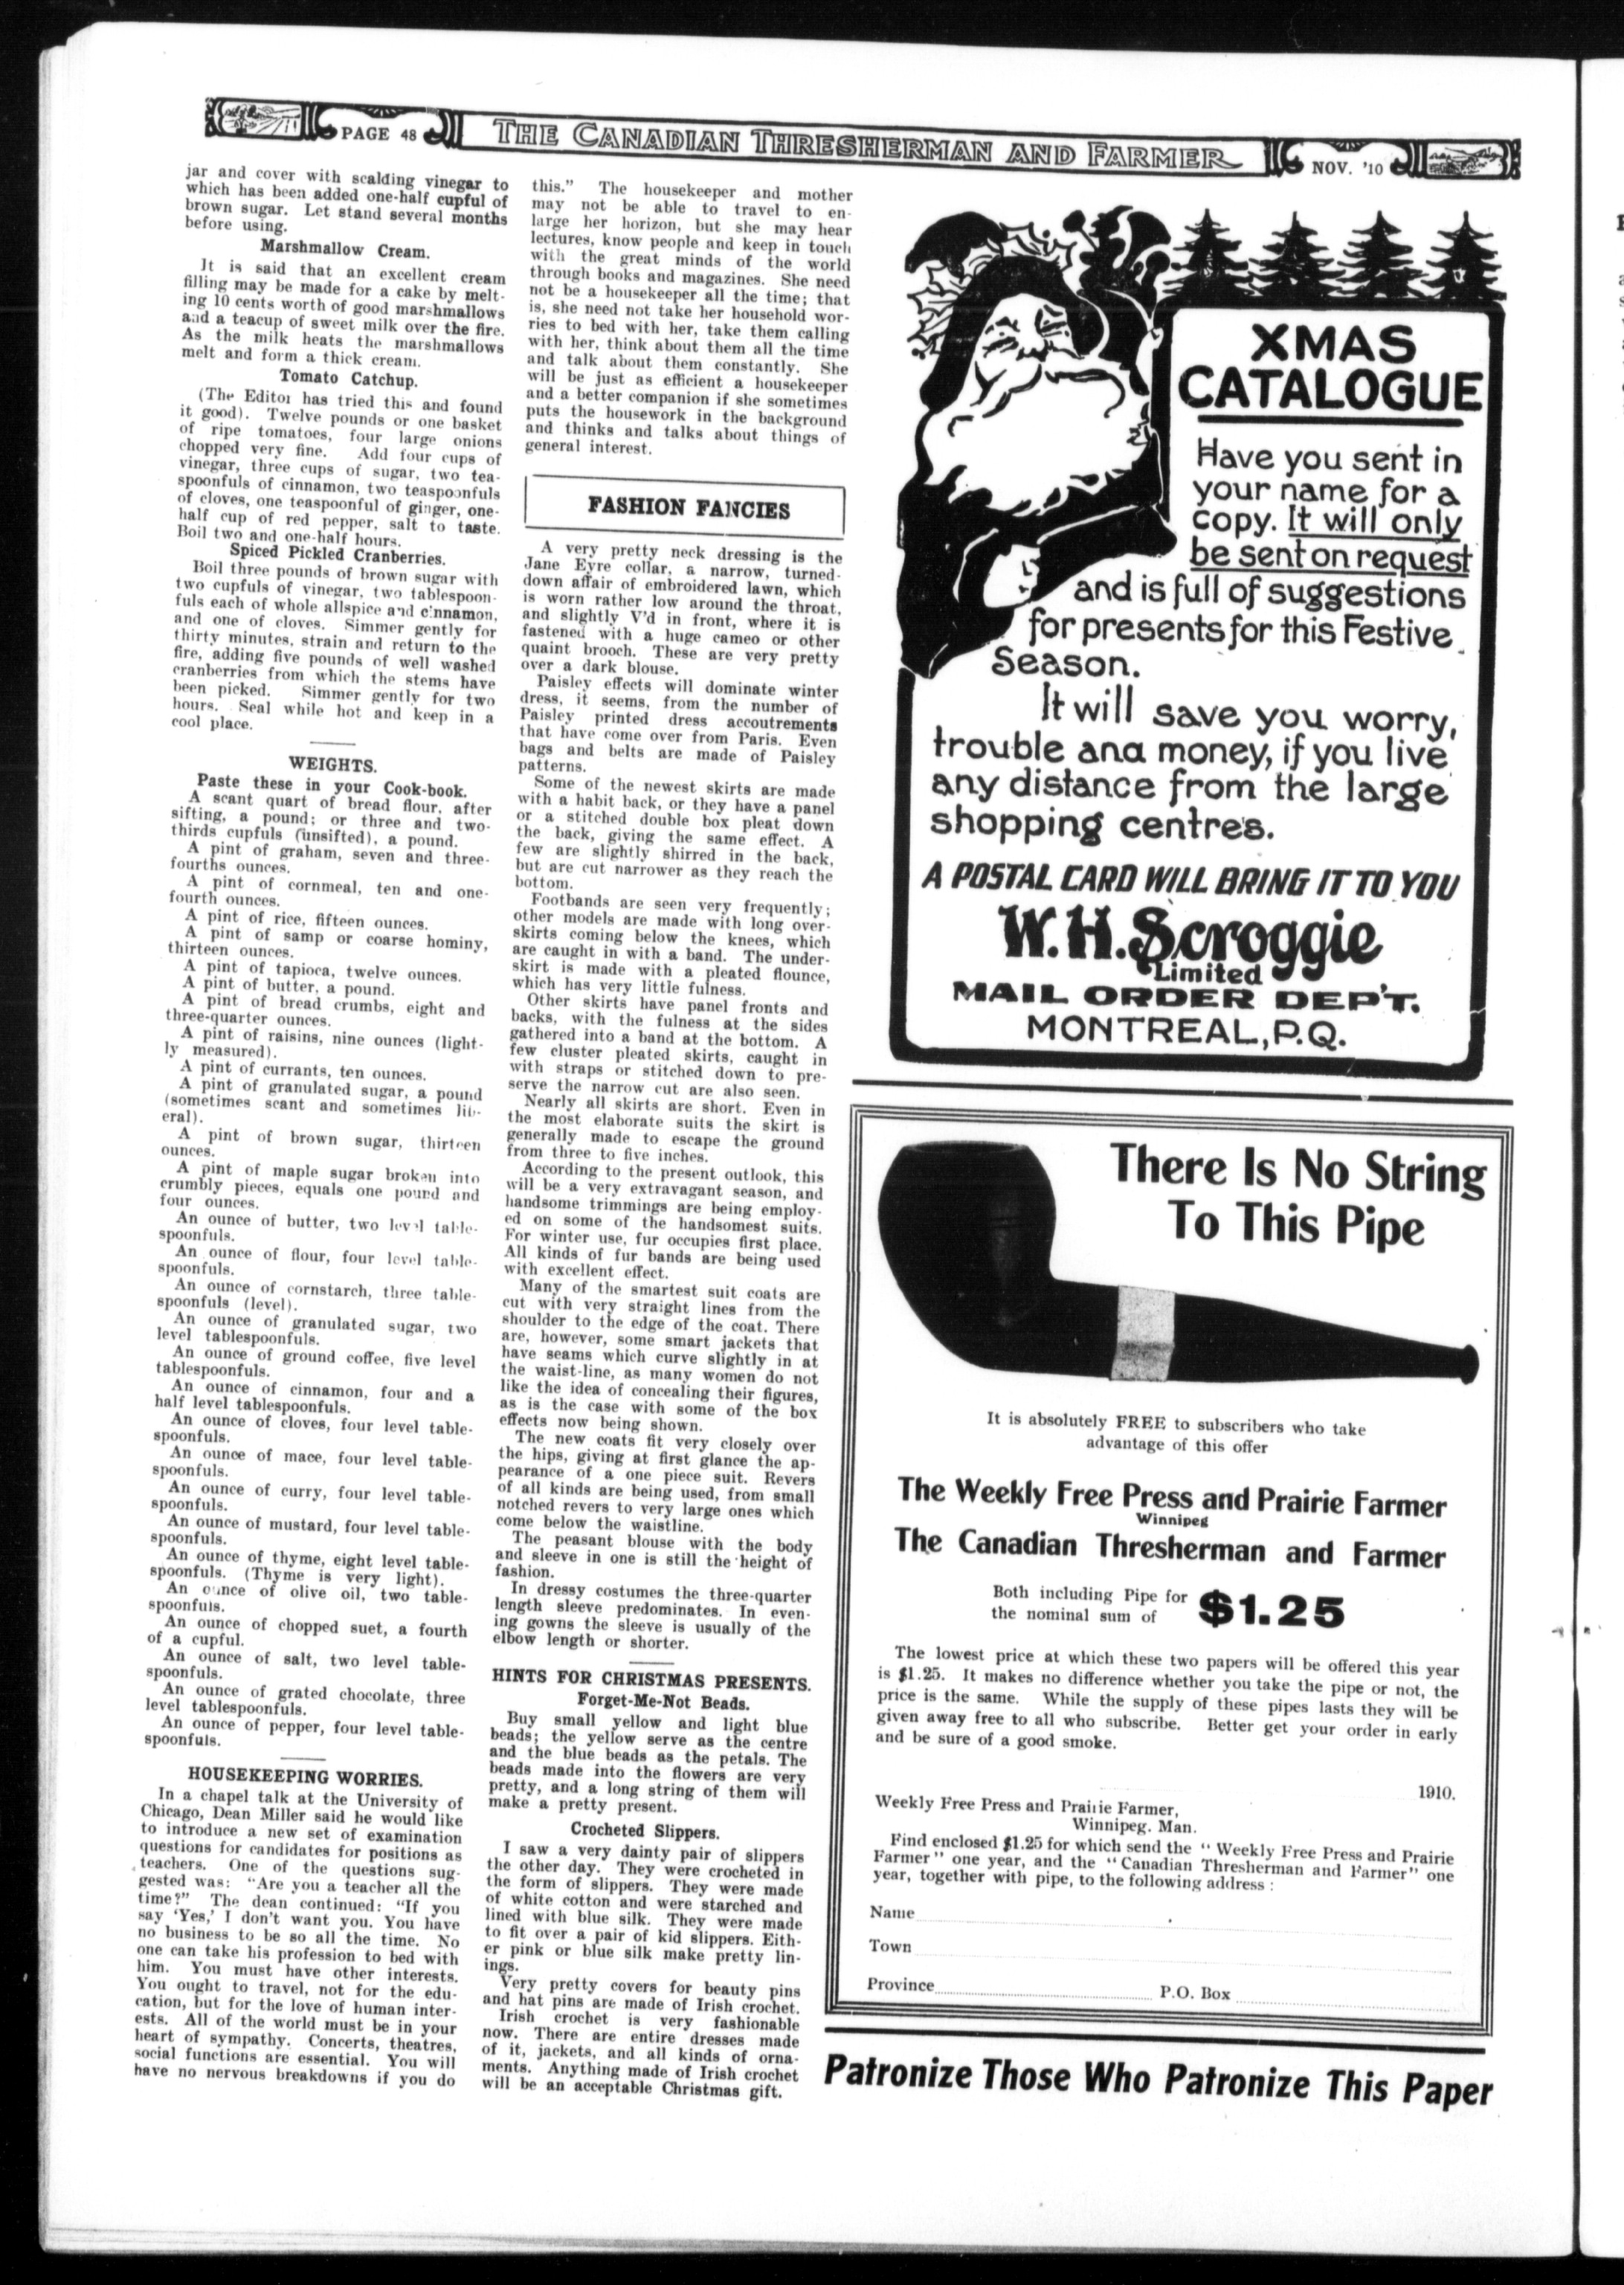 PAGE 48
THE CANADIAN THRESHERMAN AND FARMER
NOV. '10
jar and cover with scalding vinegar to
which has been added one-half cupful of
brown sugar. Let stand several months
before using.
Marshmallow Cream.
It is said that an excellent cream
filling may be made for a cake by melt-
ing 10 cents worth of good marshmallows
and a teacup of sweet milk over the fire.
As the milk heats the marshmallows
melt and form a thick cream.
Tomato Catchup.
(The Editor has tried this and found
it good). Twelve pounds or one basket
of ripe tomatoes, four large onions
chopped very fine. Add four cups of
vinegar, three cups of sugar, two tea-
spoonfuls of cinnamon, two teaspoonfuls
of cloves, one teaspoonful of ginger, one-
half cup of red pepper, salt to taste.
Boil two and one-half hours.
Spiced Pickled Cranberries.
Boil three pounds of brown sugar with
two cupfuls of vinegar, two tablespoon-
fuls each of whole allspice and cinnamon,
and one of cloves. Simmer gently for
thirty minutes, strain and return to the
fire, adding five pounds of well washed
cranberries from which the stems have
been picked. Simmer gently for two
hours. Seal while hot and keep in a
cool place.
WEIGHTS.
Paste these in your Cook-book.
A scant quart of bread flour, after
sifting, a pound; or three and two-
thirds cupfuls (unsifted), a pound.
A pint of graham, seven and three-
fourths ounces.
A pint of cornmeal, ten and one-
fourth ounces.
A pint of rice, fifteen ounces.
A pint of samp or coarse hominy,
thirteen ounces.
A pint of tapioca, twelve ounces.
A pint of butter, a pound.
A pint of bread crumbs, eight and
three-quarter ounces.
A pint of raisins, nine ounces (light-
ly measured).
A pint of currants, ten ounces.
A pint of granulated sugar, a pound
(sometimes scant and sometimes lib-
eral).
A pint of brown sugar, thirteen
ounces.
A pint of maple sugar broken into
crumbly pieces, equals one pound and
four ounces.
An ounce of butter, two level table-
spoonfuls.
An ounce of flour, four level table-
spoonfuls.
An ounce of cornstarch, three table-
spoonfuls (level).
An ounce of granulated sugar, two
level tablespoonfuls.
An ounce of ground coffee, five level
tablespoonfuls.
An ounce of cinnamon, four and a
half level tablespoonfuls.
An ounce of cloves, four level table-
spoonfuls.
An ounce of mace, four level table-
spoonfuls.
An ounce of curry, four level table-
spoonfuls.
An ounce of mustard, four level table-
spoonfuls.
An ounce of thyme, eight level table-
spoonfuls. (Thyme is very light).
An ounce of olive oil, two table-
spoonfuls.
An ounce of chopped suet, a fourth
of a cupful.
An ounce of salt, two level table-
spoonfuls.
An ounce of grated chocolate, three
level tablespoonfuls.
An ounce of pepper, four level table-
spoonfuls.
HOUSEKEEPING WORRIES.
In a chapel talk at the University of
Chicago, Dean Miller said he would like
to introduce a new set of examination
questions for candidates for positions as
teachers. One of the questions sug-
gested was: "Are you a teacher all the
time?" The dean continued: "If you
say 'Yes,' I don't want you. You have
no business to be so all the time. No
one can take his profession to bed with
him. You must have other interests.
You ought to travel, not for the edu-
cation, but for the love of human inter-
ests. All of the world must be in your
heart of sympathy. Concerts, theatres,
social functions are essential. You will
have no nervous breakdowns if you do
this." The housekeeper and mother
may not be able to travel to en-
large her horizon, but she may hear
lectures, know people and keep in touch
with the great minds of the world
through books and magazines. She need
not be a housekeeper all the time; that
is, she need not take her household wor-
ries to bed with her, take them calling
with her, think about them all the time
and talk about them constantly. She
will be just as efficient a housekeeper
and a better companion if she sometimes
puts the housework in the background
and thinks and talks about things of
general interest.
FASHION FANCIES
A very pretty neck dressing is the
Jane Eyre collar, a narrow, turned-
down affair of embroidered lawn, which
is worn rather low around the throat,
and slightly V'd in front, where it is
fastened with a huge cameo or other
quaint brooch. These are very pretty
over a dark blouse.
Paisley effects will dominate winter
dress, it seems, from the number of
Paisley printed dress accoutrements
that have come over from Paris. Even
bags and belts are made of Paisley
patterns.
Some of the newest skirts are made
with a habit back, or they have a panel
or a stitched double box pleat down
the back, giving the same effect. A
few are slightly shirred in the back,
but are cut narrower as they reach the
bottom.
Footbands are seen very frequently;
other models are made with long over-
skirts coming below the knees, which
are caught in with a band. The under-
skirt is made with a pleated flounce,
which has very little fulness.
Other skirts have panel fronts and
backs, with the fulness at the sides
gathered into a band at the bottom. A
few cluster pleated skirts, caught in
with straps or stitched down to pre-
serve the narrow cut are also seen.
Nearly all skirts are short. Even in
the most elaborate suits the skirt is
generally made to escape the ground
from three to five inches.
According to the present outlook, this
will be a very extravagant season, and
handsome trimmings are being employ-
ed on some of the handsomest suits.
For winter use, fur occupies first place.
All kinds of fur bands are being used
with excellent effect.
Many of the smartest suit coats are
cut with very straight lines from the
shoulder to the edge of the coat. There
are, however, some smart jackets that
have seams which curve slightly in at
the waist-line, as many women do not
like the idea of concealing their figures,
as is the case with some of the box
effects now being shown.
The new coats fit very closely over
the hips, giving at first glance the ap-
pearance of a one piece suit. Revers
of all kinds are being used, from small
notched revers to very large ones which
come below the waistline.
The peasant blouse with the body
and sleeve in one is still the height of
fashion.
In dressy costumes the three-quarter
length sleeve predominates. In even-
ing gowns the sleeve is usually of the
elbow length or shorter.
HINTS FOR CHRISTMAS PRESENTS.
Forget-Me-Not Beads.
Buy small yellow and light blue
beads; the yellow serve as the centre
and the blue beads as the petals. The
beads made into the flowers are very
pretty, and a long string of them will
make a pretty present.
Crocheted Slippers.
I saw a very dainty pair of slippers
the other day. They were crocheted in
the form of slippers. They were made
of white cotton and were starched and
lined with blue silk. They were made
to fit over a pair of kid slippers. Eith-
er pink or blue silk make pretty lin-
ings.
Very pretty covers for beauty pins
and hat pins are made of Irish crochet.
Irish crochet is very fashionable
now. There are entire dresses made
of it, jackets, and all kinds of orna-
ments. Anything made of Irish crochet
will be an acceptable Christmas gift.
XMAS
CATALOGUE
Have you sent in
your name for a
copy. It will only
be sent on request
and is full of suggestions
for presents for this Festive
Season.
It will save you worry,
trouble and money, if you live
any distance from the large
shopping centres.
A POSTAL CARD WILL BRING IT TO YOU
W.H. Scroggie
Limited
MAIL ORDER DEP'T.
MONTREAL, P.Q.
There Is No String
To This Pipe
It is absolutely FREE to subscribers who take
advantage of this offer
The Weekly Free Press and Prairie Farmer
Winnipeg
The Canadian Thresherman and Farmer
Both including Pipe for
the nominal sum of $1.25
The lowest price at which these two papers will be offered this year
is $1.25. It makes no difference whether you take the pipe or not, the
price is the same. While the supply of these pipes lasts they will be
given away free to all who subscribe. Better get your order in early
and be sure of a good smoke.
1910.
Weekly Free Press and Prairie Farmer,
Winnipeg. Man.
Find enclosed $1.25 for which send the "Weekly Free Press and Prairie
Farmer" one year, and the "Canadian Thresherman and Farmer" one
year, together with pipe, to the following address:
Name
Town
Province P.O. Box
Patronize Those Who Patronize This Paper